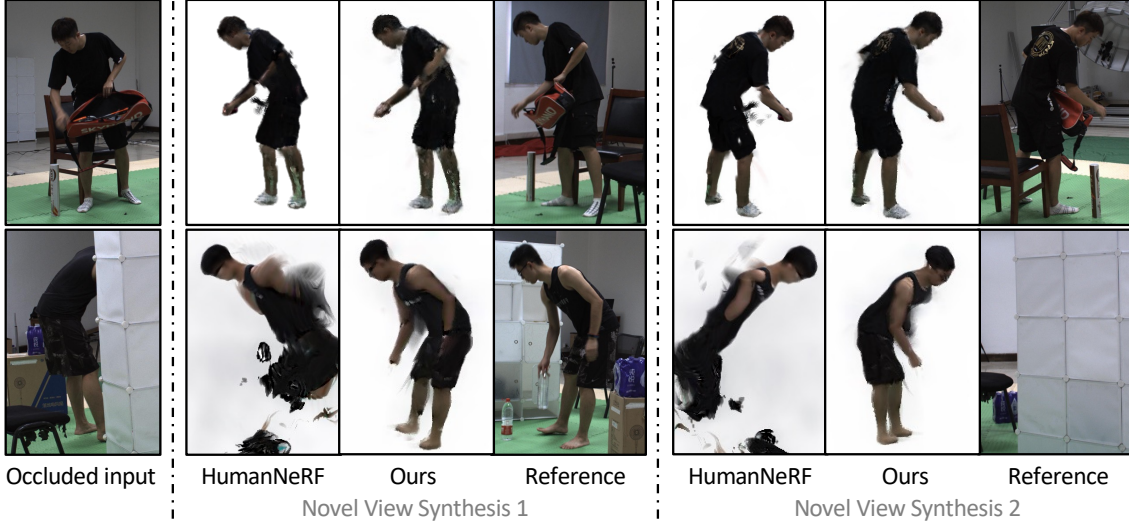 Occluded input
HumanNeRF
Ours
Reference
HumanNeRF
Ours
Reference
Novel View Synthesis 1
Novel View Synthesis 2